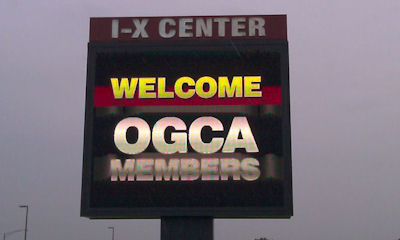 I-X CENTER
WELCOME
OGCA
MEMBERS